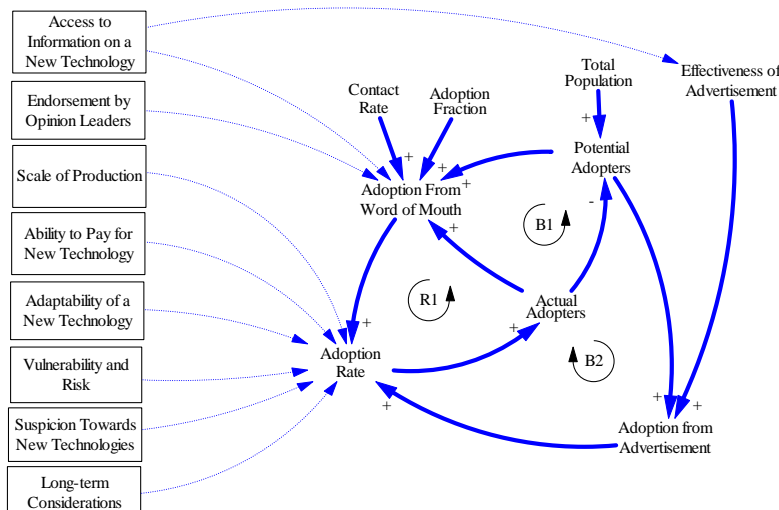 Access to
Information on a
New Technology
Endorsement by
Opinion Leaders
Scale of Production
Ability to Pay for
New Technology
Adaptability of a
New Technology
Vulnerability and
Risk
Suspicion Towards
New Technologies
Long-term
Considerations
Contact
Rate
Adoption
Fraction
Total
Population
Effectiveness of
Advertisement
+
+
+
+
Potential
Adopters
+
Adoption From
Word of Mouth
+
-
B1
R1
Actual
Adopters
+
+
Adoption
Rate
B2
+
+
+
Adoption from
Advertisement